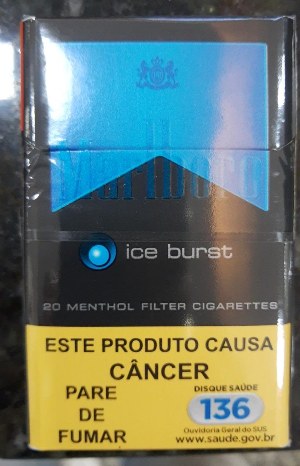 Marlboro
ice burst
20 MENTHOL FILTER CIGARETTES
ESTE PRODUTO CAUSA
CÂNCER
PARE
DE
FUMAR
DISQUE SAÚDE
136
Ouvidoria Geral do SUS
www.saude.gov.br